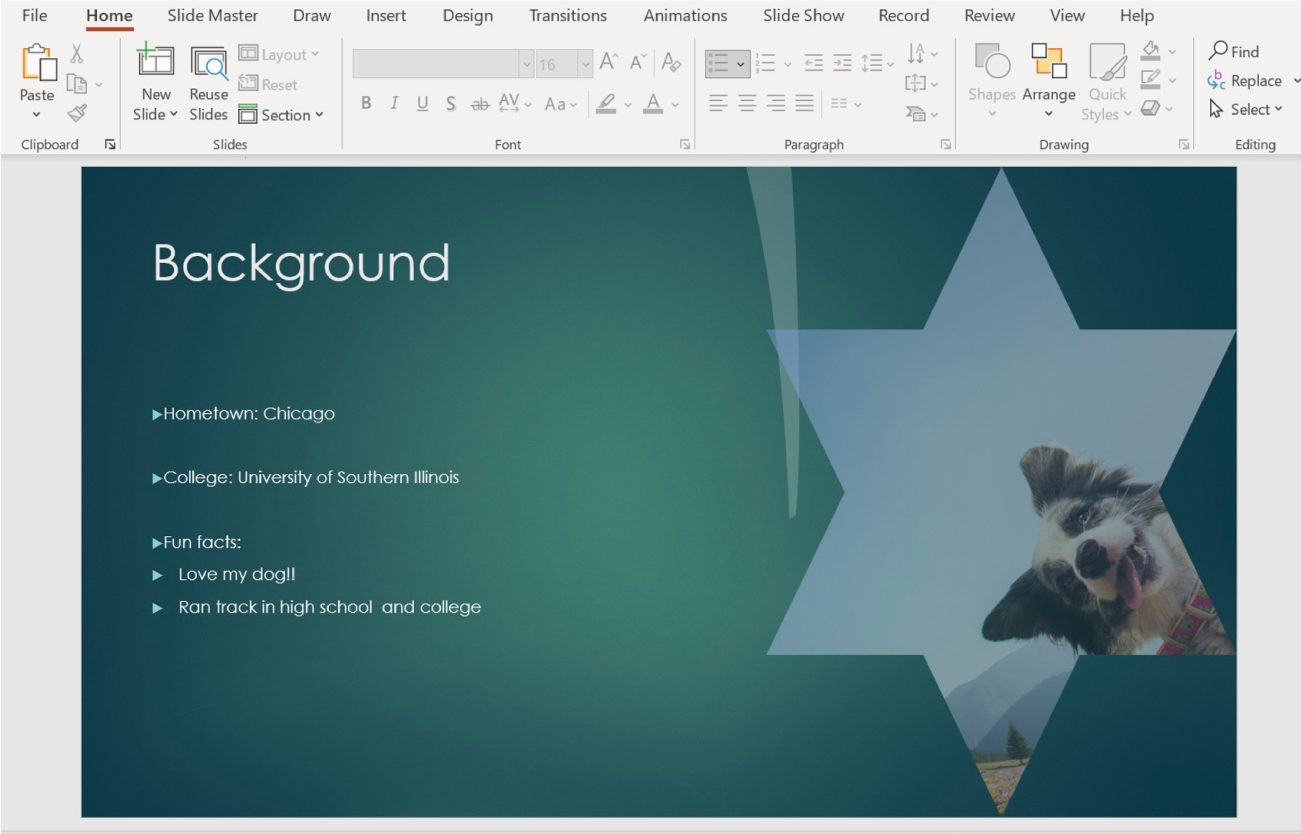 File Home Slide Master Draw Insert Design Transitions Animations Slide Show Record Review View Help
Paste
New Slide
Reuse Slides
Layout
Reset
Section
16
A A A
B I U S ab AV Aa A
Shapes Arrange Quick Styles
Find
Replace
Select
Clipboard Slides Font Paragraph Drawing Editing
Background
Hometown: Chicago
College: University of Southern Illinois
Fun facts:
Love my dog!!
Ran track in high school  and college